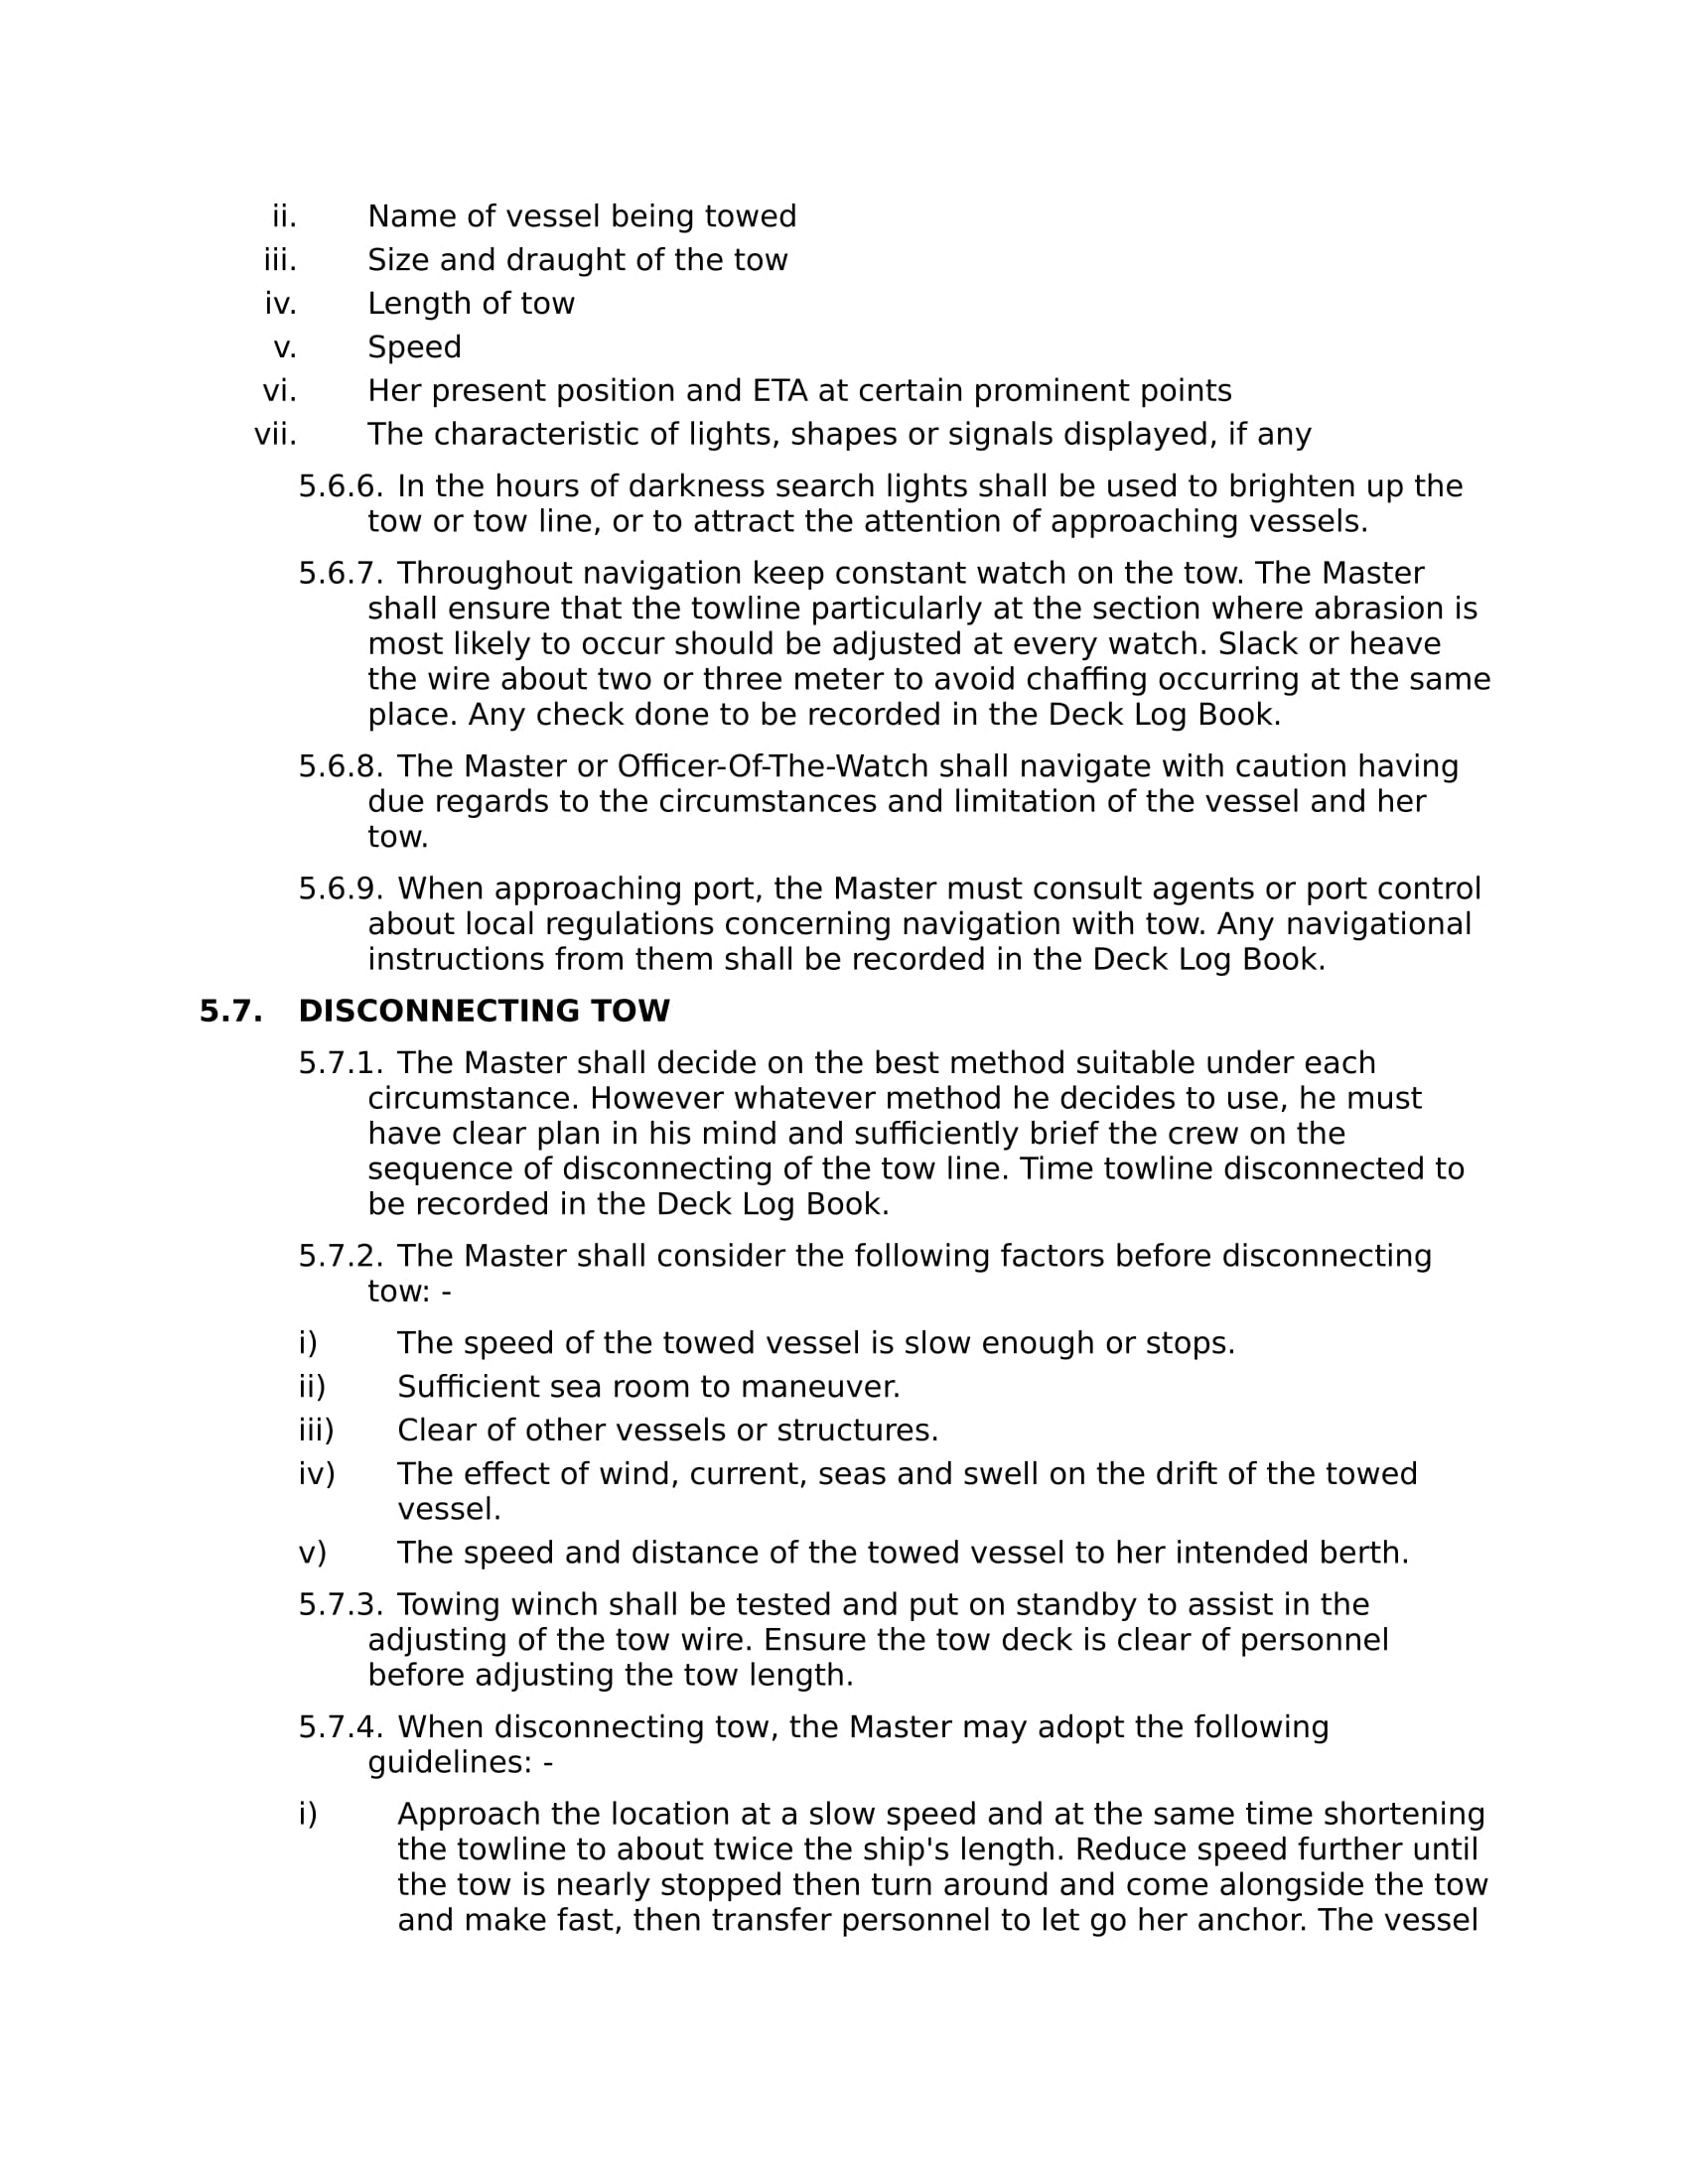 ii. Name of vessel being towed
iii. Size and draught of the tow
iv. Length of tow
v. Speed
vi. Her present position and ETA at certain prominent points
vii. The characteristic of lights, shapes or signals displayed, if any
5.6.6. In the hours of darkness search lights shall be used to brighten up the
tow or tow line, or to attract the attention of approaching vessels.
5.6.7. Throughout navigation keep constant watch on the tow. The Master
shall ensure that the towline particularly at the section where abrasion is
most likely to occur should be adjusted at every watch. Slack or heave
the wire about two or three meter to avoid chaffing occurring at the same
place. Any check done to be recorded in the Deck Log Book.
5.6.8. The Master or Officer-Of-The-Watch shall navigate with caution having
due regards to the circumstances and limitation of the vessel and her
tow.
5.6.9. When approaching port, the Master must consult agents or port control
about local regulations concerning navigation with tow. Any navigational
instructions from them shall be recorded in the Deck Log Book.
5.7. DISCONNECTING TOW
5.7.1. The Master shall decide on the best method suitable under each
circumstance. However whatever method he decides to use, he must
have clear plan in his mind and sufficiently brief the crew on the
sequence of disconnecting of the tow line. Time towline disconnected to
be recorded in the Deck Log Book.
5.7.2. The Master shall consider the following factors before disconnecting
tow: -
i) The speed of the towed vessel is slow enough or stops.
ii) Sufficient sea room to maneuver.
iii) Clear of other vessels or structures.
iv) The effect of wind, current, seas and swell on the drift of the towed
vessel.
v) The speed and distance of the towed vessel to her intended berth.
5.7.3. Towing winch shall be tested and put on standby to assist in the
adjusting of the tow wire. Ensure the tow deck is clear of personnel
before adjusting the tow length.
5.7.4. When disconnecting tow, the Master may adopt the following
guidelines: -
i) Approach the location at a slow speed and at the same time shortening
the towline to about twice the ship's length. Reduce speed further until
the tow is nearly stopped then turn around and come alongside the tow
and make fast, then transfer personnel to let go her anchor. The vessel